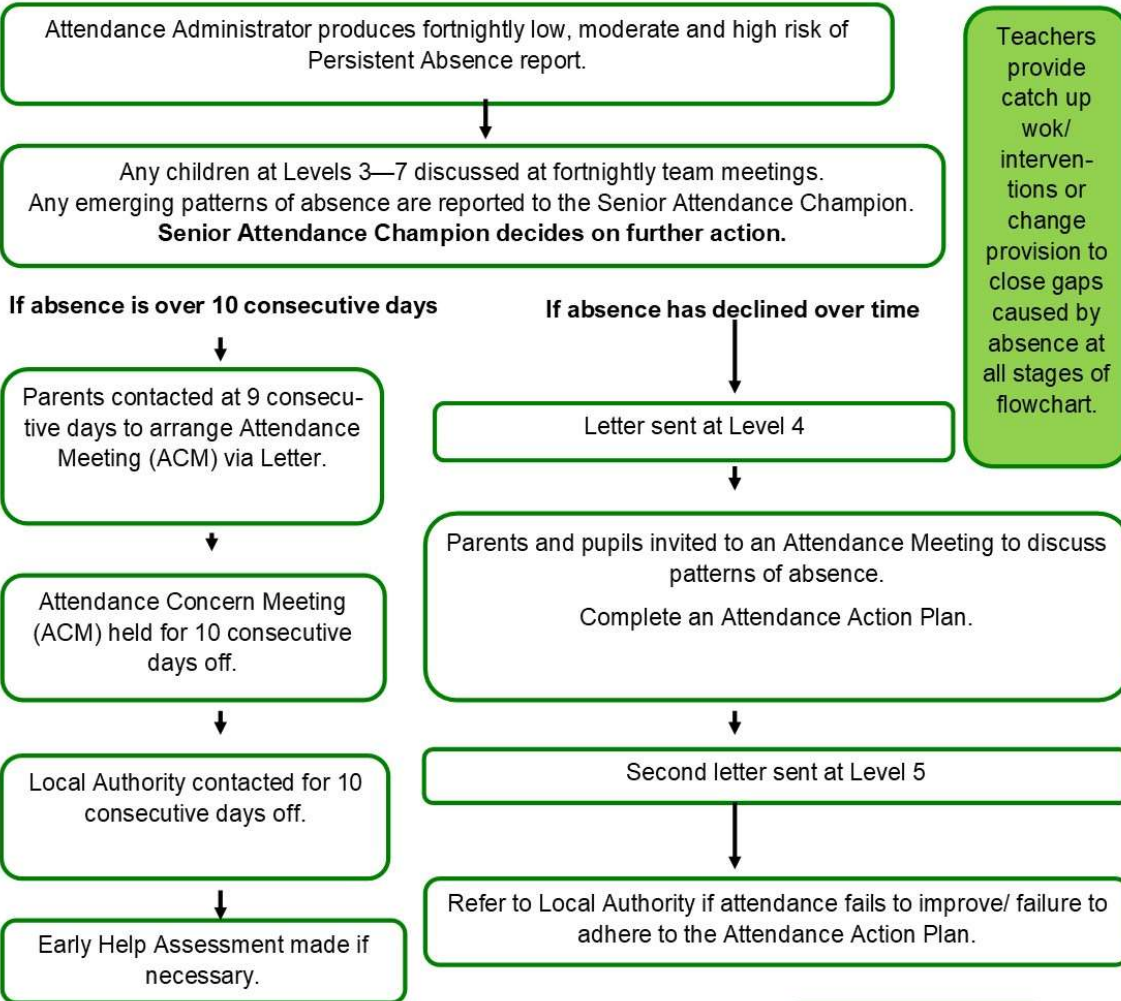 Attendance Administrator produces fortnightly low, moderate and high risk of
Persistent Absence report.
Any children at Levels 3—7 discussed at fortnightly team meetings.
Any emerging patterns of absence are reported to the Senior Attendance Champion.
Senior Attendance Champion decides on further action.
If absence is over 10 consecutive days
Parents contacted at 9 consecu-
tive days to arrange Attendance
Meeting (ACM) via Letter.
Attendance Concern Meeting
(ACM) held for 10 consecutive
days off.
Local Authority contacted for 10
consecutive days off.
Early Help Assessment made if
necessary.
If absence has declined over time
Letter sent at Level 4
Parents and pupils invited to an Attendance Meeting to discuss
patterns of absence.
Complete an Attendance Action Plan.
Second letter sent at Level 5
Refer to Local Authority if attendance fails to improve/ failure to
adhere to the Attendance Action Plan.
Teachers
provide
catch up
wok/
interven-
tions or
change
provision to
close gaps
caused by
absence at
all stages of
flowchart.